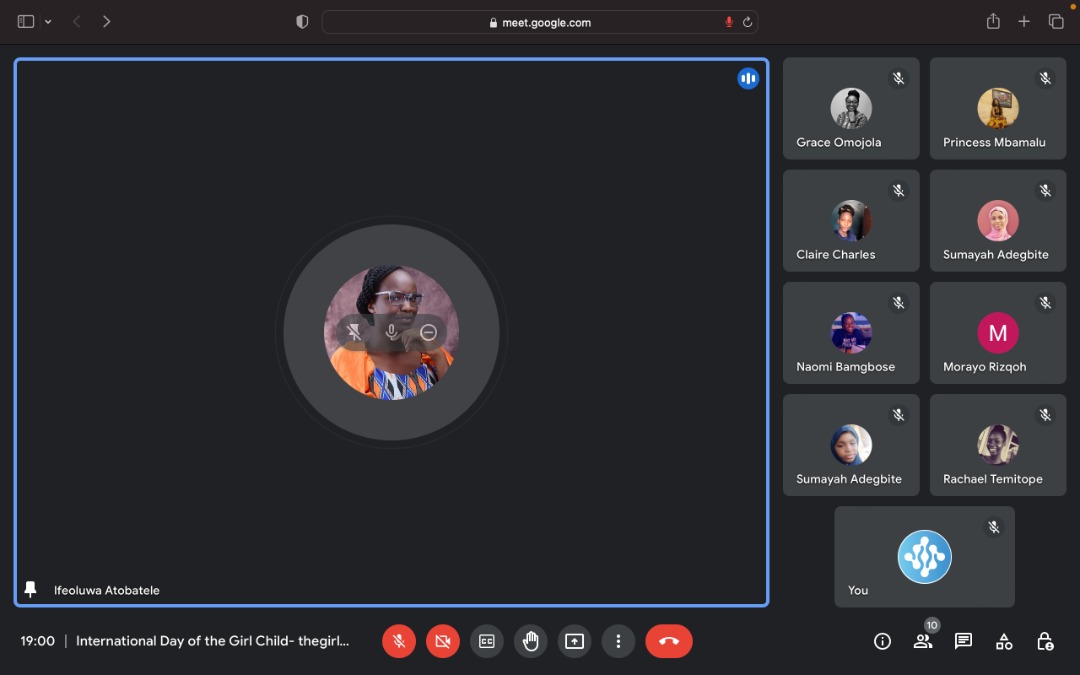 meet.google.com
Grace Omojola
Princess Mbamalu
Claire Charles
Sumayah Adegbite
Naomi Bamgbose
M
Morayo Rizqoh
Sumayah Adegbite
Rachael Temitope
You
Ifeoluwa Atobatele
19:00 | International Day of the Girl Child- thegirl...
CC
10